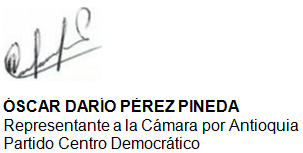 ÓSCAR DARÍO PÉREZ PINEDA
Representante a la Cámara por Antioquia
Partido Centro Democrático